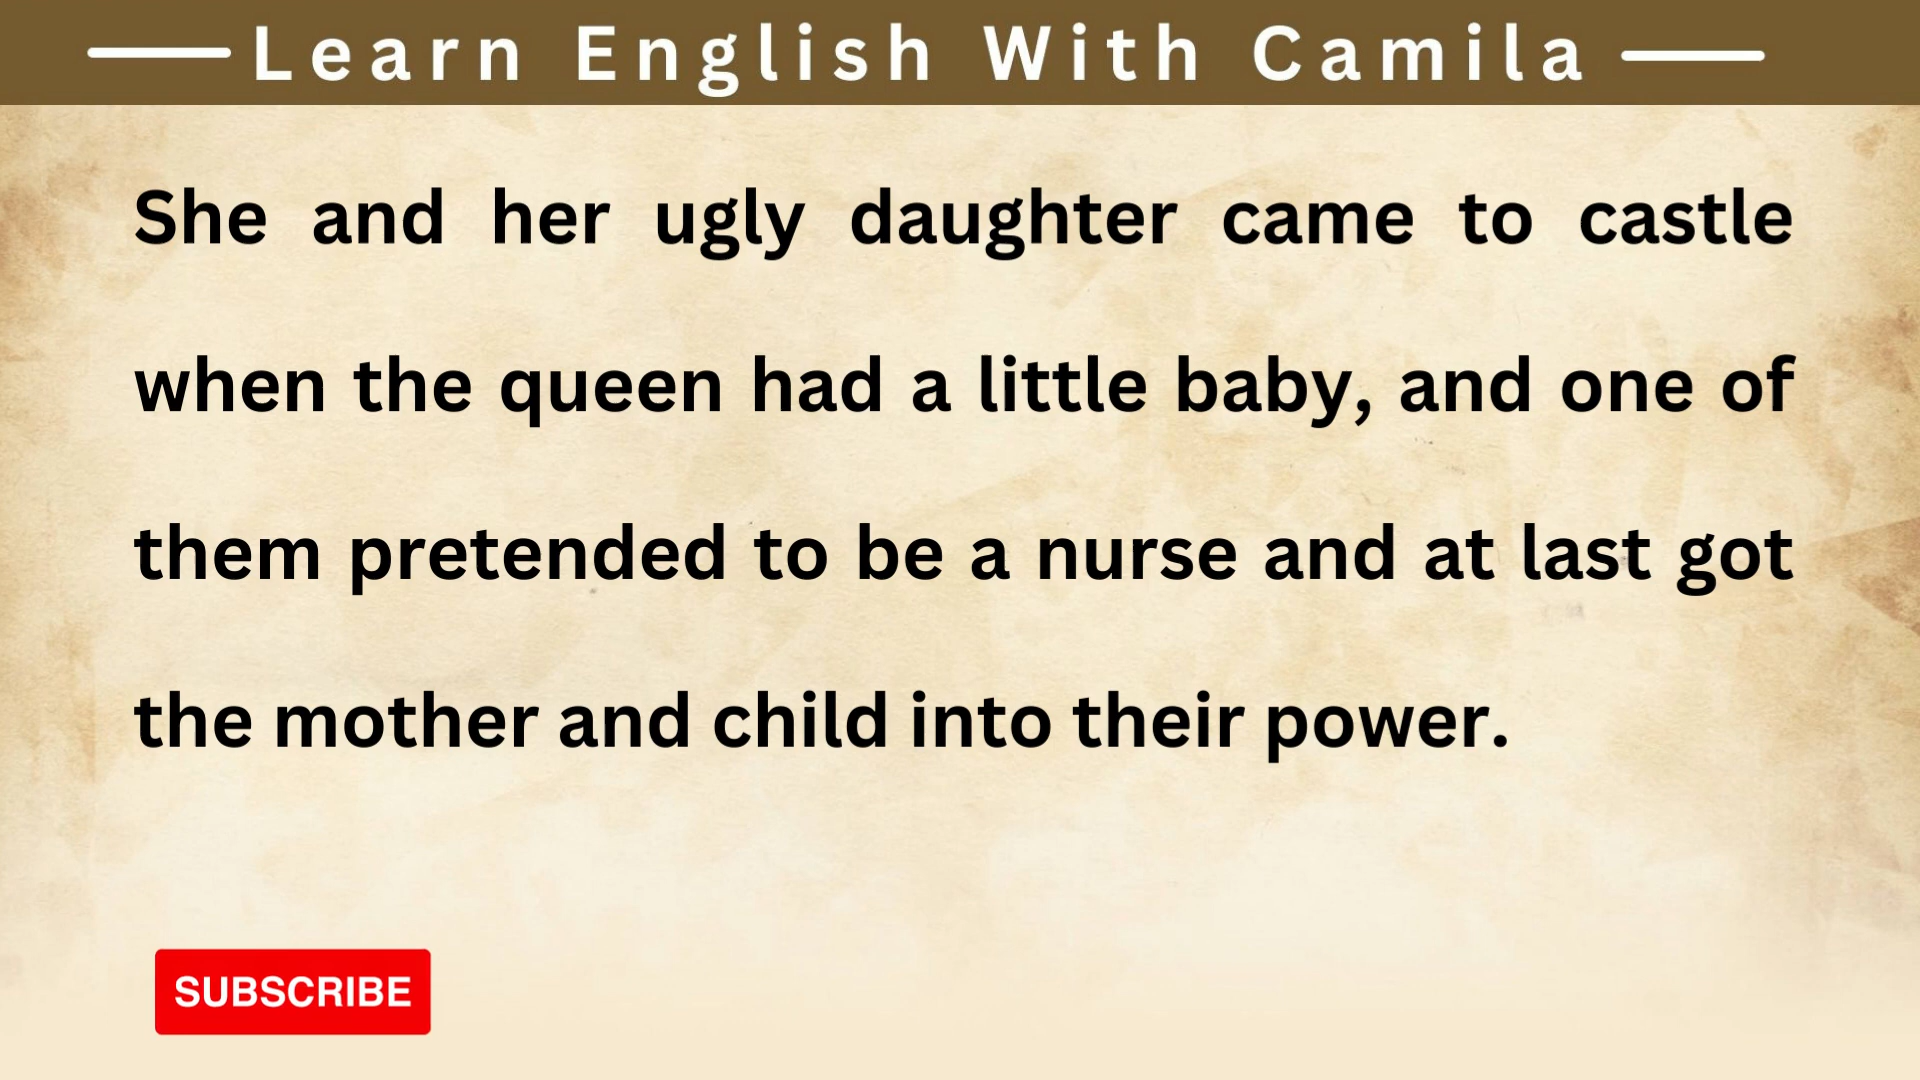 Learn English With Camila
She and her ugly daughter came to castle
when the queen had a little baby, and one of
them pretended to be a nurse and at last got
the mother and child into their power.
SUBSCRIBE